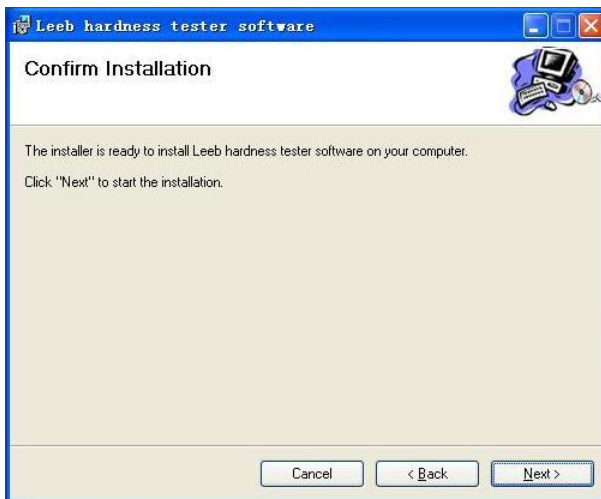 Leeb hardness tester software
Confirm Installation
The installer is ready to install Leeb hardness tester software on your computer.
Click "Next" to start the installation.
Cancel
< Back
Next >